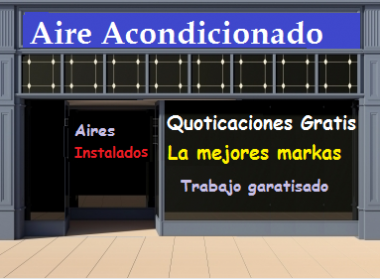 Aire Acondicionado
Aires
Instalados
Quoticaciones Gratis
La mejores markas
Trabajo garatisado